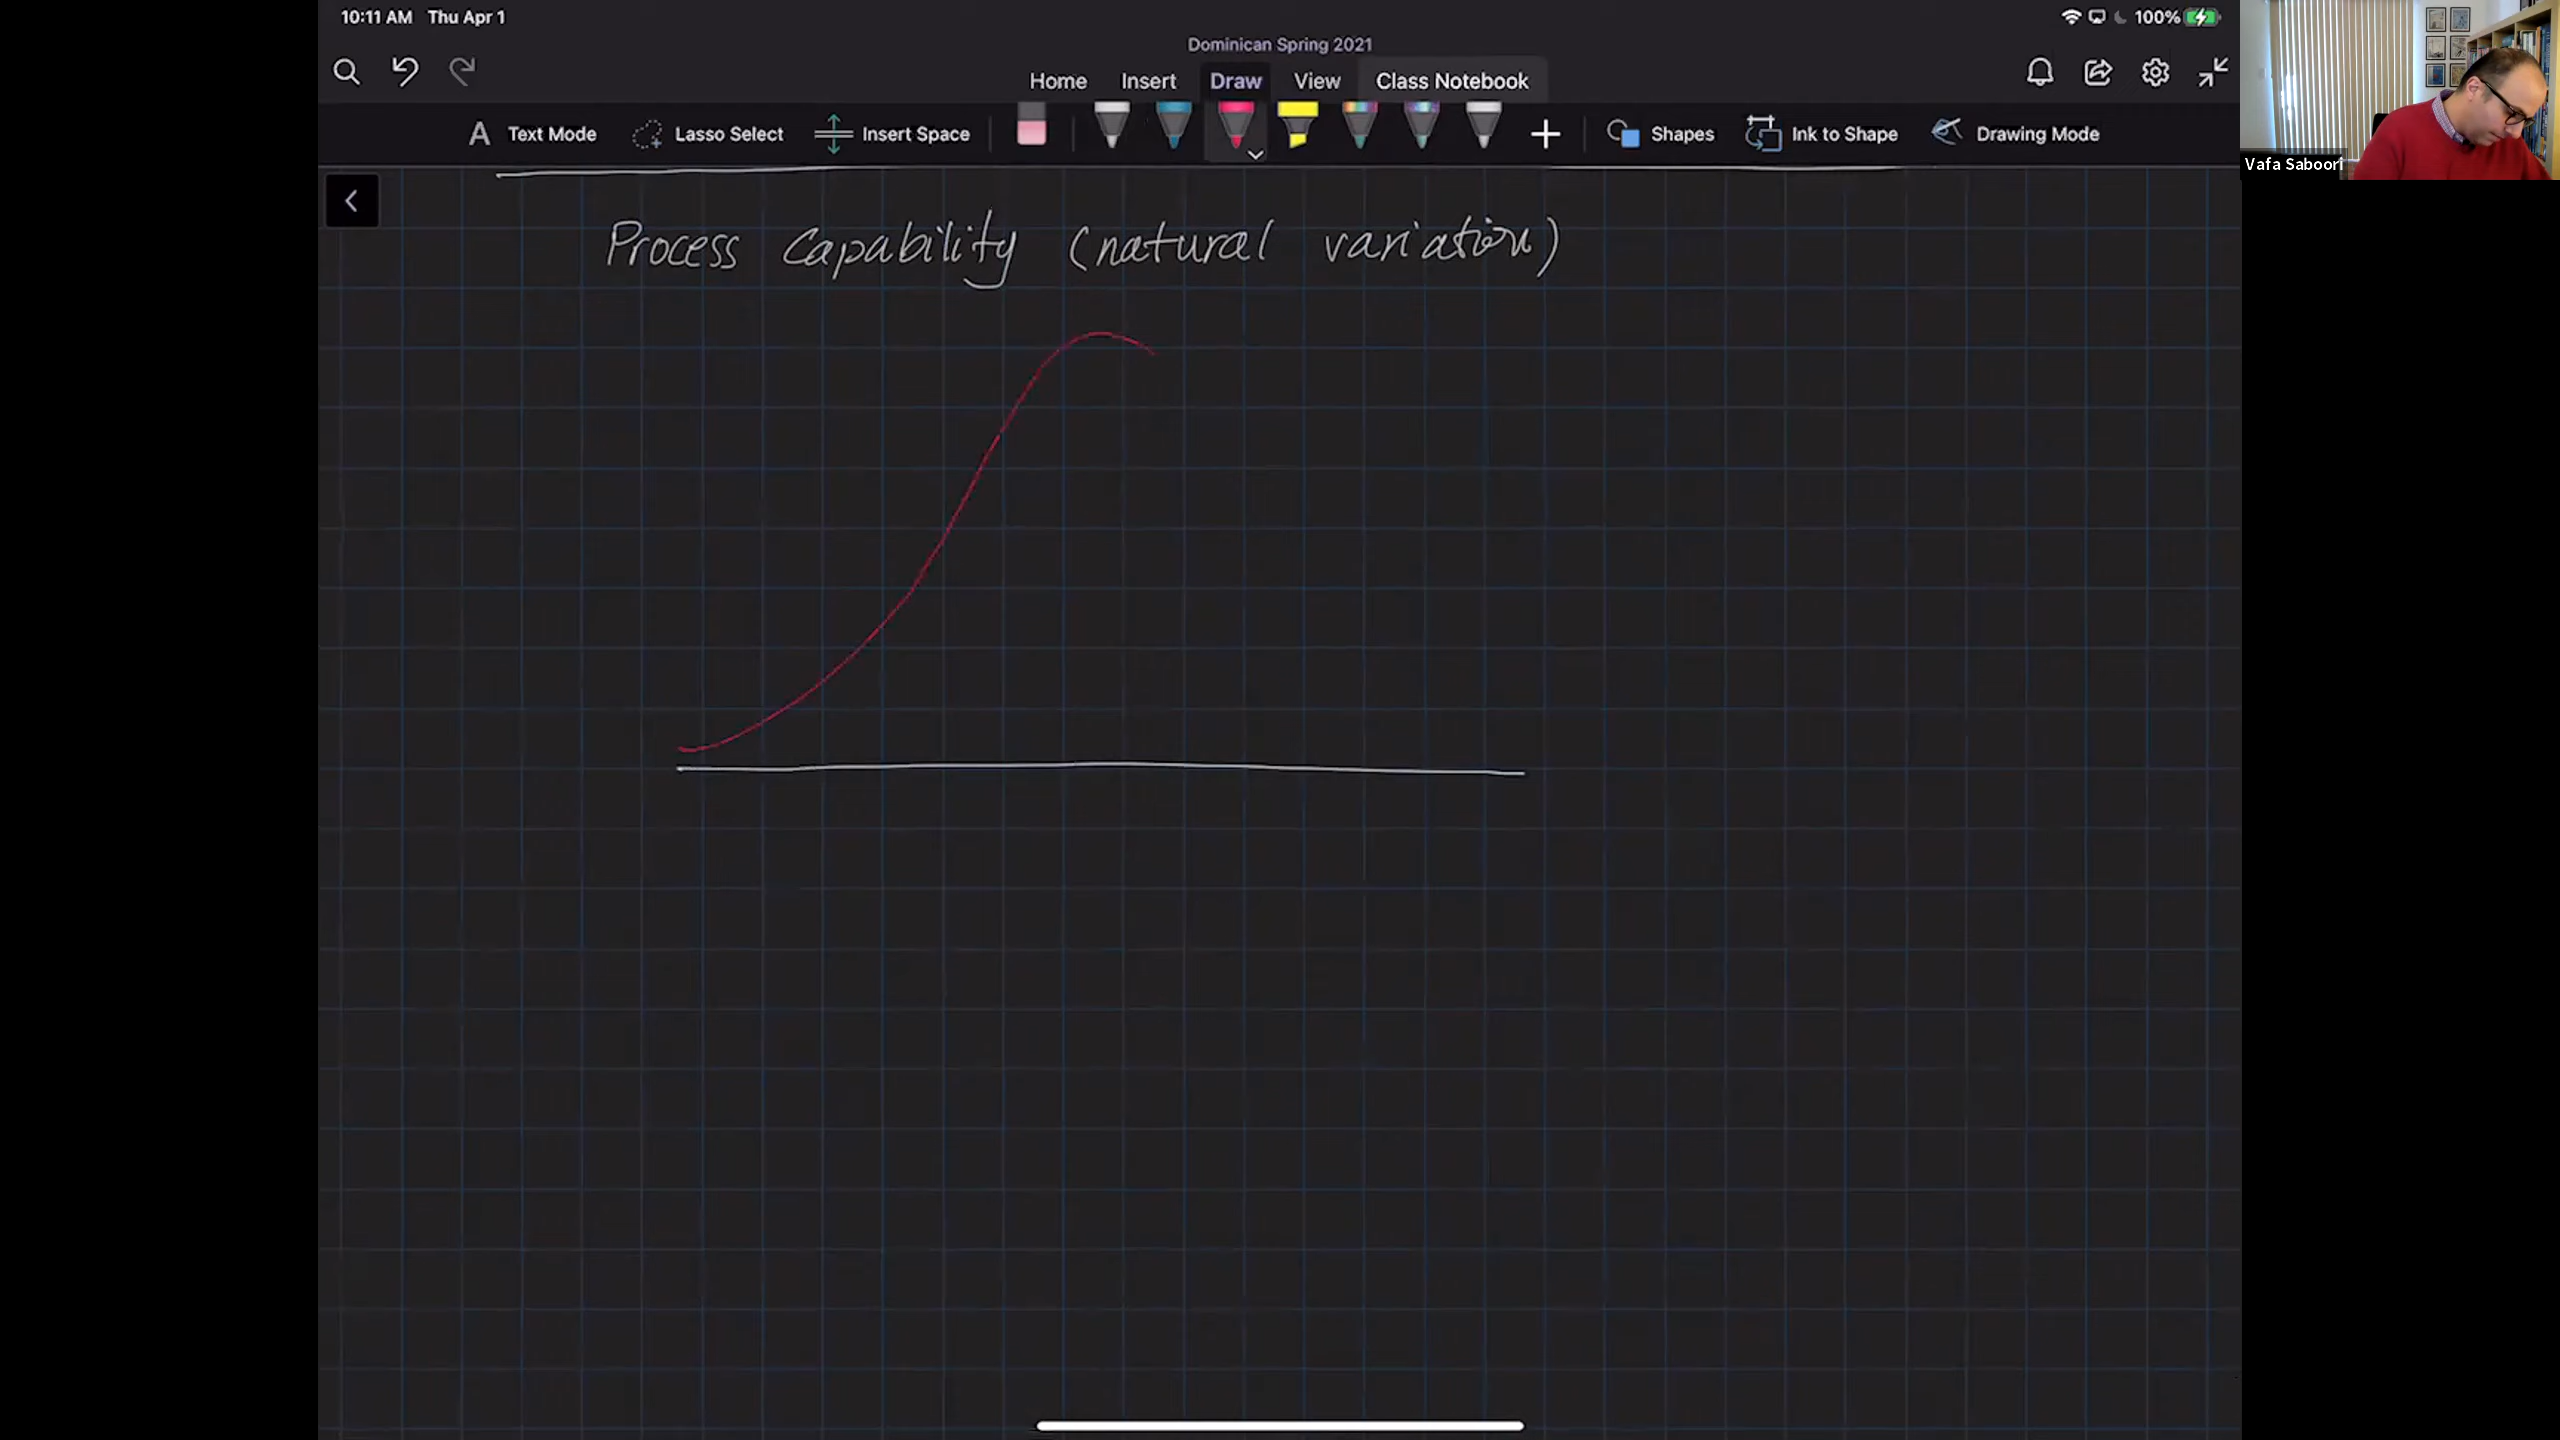 10:11 AM Thu Apr 1
100%
Dominican Spring 2021
Home Insert Draw View Class Notebook
A Text Mode Lasso Select Insert Space Shapes Ink to Shape Drawing Mode
Vafa Saboori
Process Capability (natural variation)